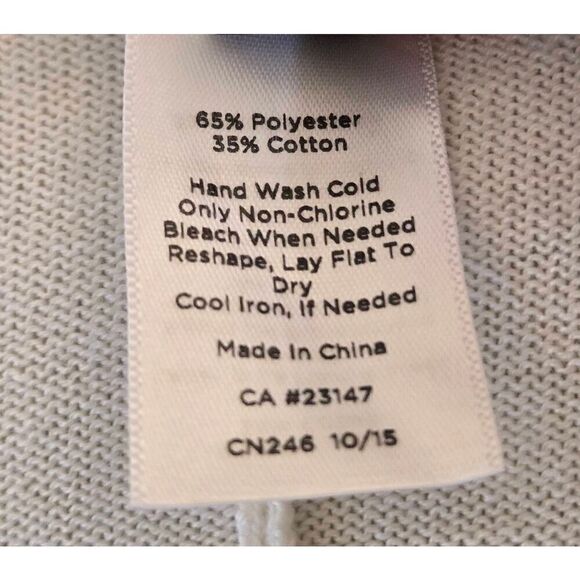 65% Polyester
35% Cotton
Hand Wash Cold
Only Non-Chlorine
Bleach When Needed
Reshape, Lay Flat To
Dry
Cool Iron, If Needed
Made In China
CA #23147
CN246 10/15